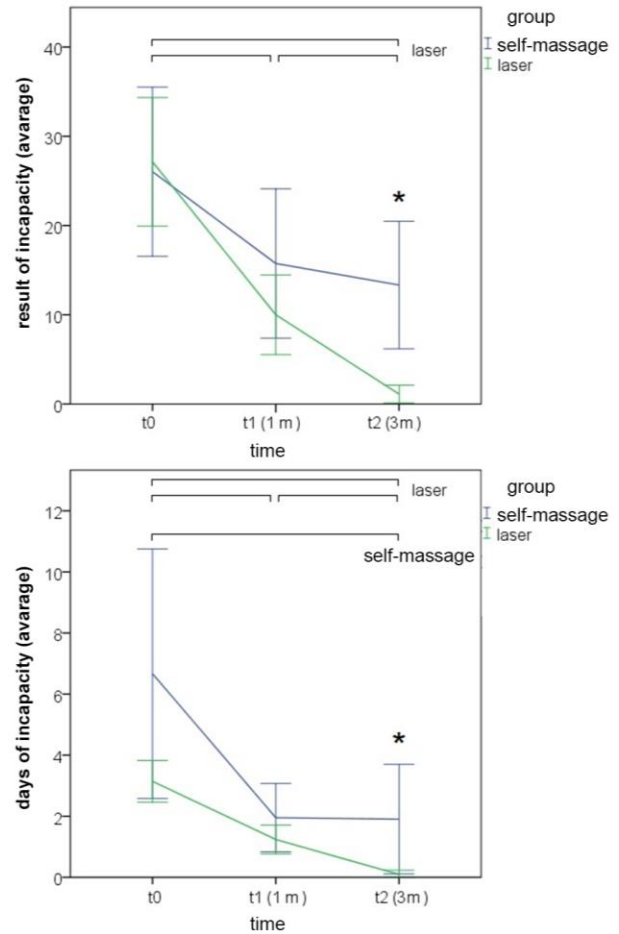 group
self-massage
laser
laser
result of incapacity (avarage)
40
30
20
10
0
*
t0
t1 (1 m)
t2 (3m)
time
group
self-massage
laser
laser
self-massage
days of incapacity (avarage)
12
10
8
6
4
2
0
*
t0
t1 (1 m)
t2 (3m)
time